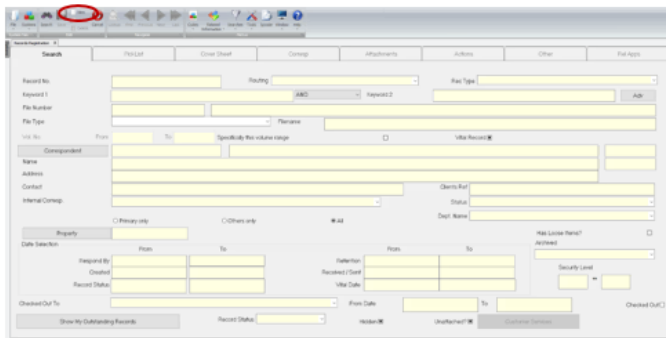 Records Registration
Search Pick List Cover Sheet Corresp Attachments Actions Other Rel Apps
Record No. Routing Rec Type
Keyword 1 AND Keyword 2 Adv
File Number
File Type Filename
Vol. No. From To Specifically this volume range Vital Record
Correspondent
Name
Address
Contact Clients Ref
Internal Corresp. Status
Primary only Others only All Dept. Name
Property Has Loose Items?
Date Selection Archived
From To From To
Respond By Retention Security Level
Created Received / Sent
Record Status Vital Date
Checked Out To From Date To Checked Out
Show My Outstanding Records Record Status Hidden Unattached? Customer Services